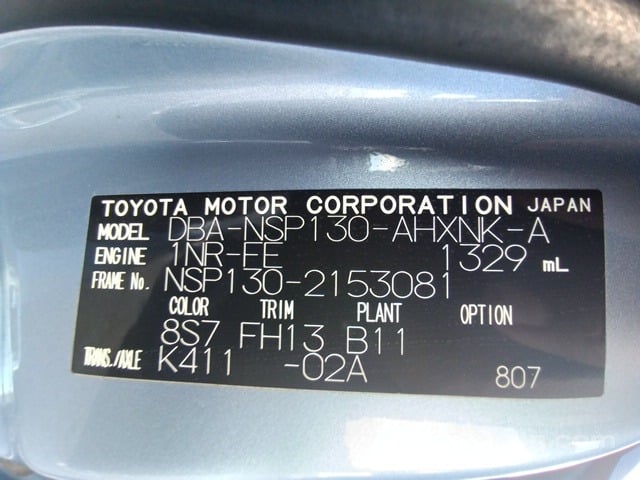 TOYOTA MOTOR CORPORATION JAPAN
MODEL DBA-NSP130-AHXNK-A
ENGINE 1NR-FE 1329 mL
FRAME No. NSP130-2153081
COLOR TRIM PLANT OPTION
8S7 FH13 B11
TRANS./AXLE K411 -02A 807